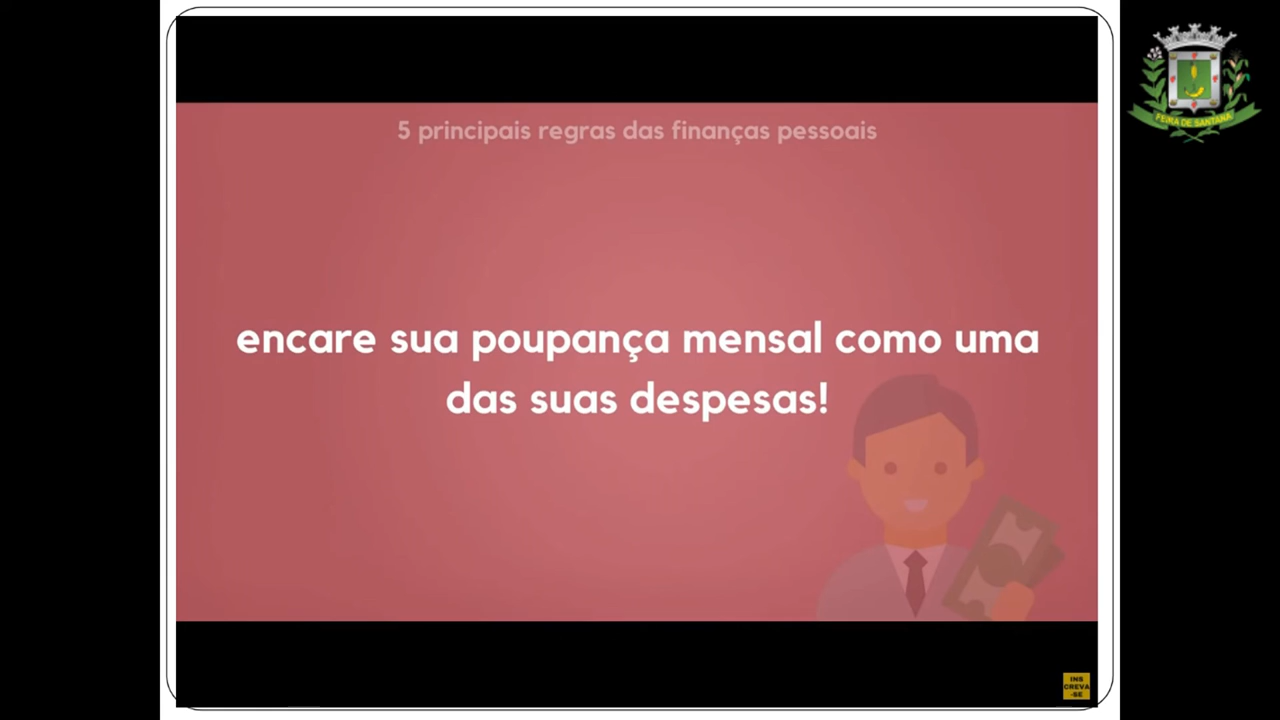 5 principais regras das finanças pessoais
encare sua poupança mensal como uma
das suas despesas!
FEIRA DE SANTANA
INS
CREVA
-SE